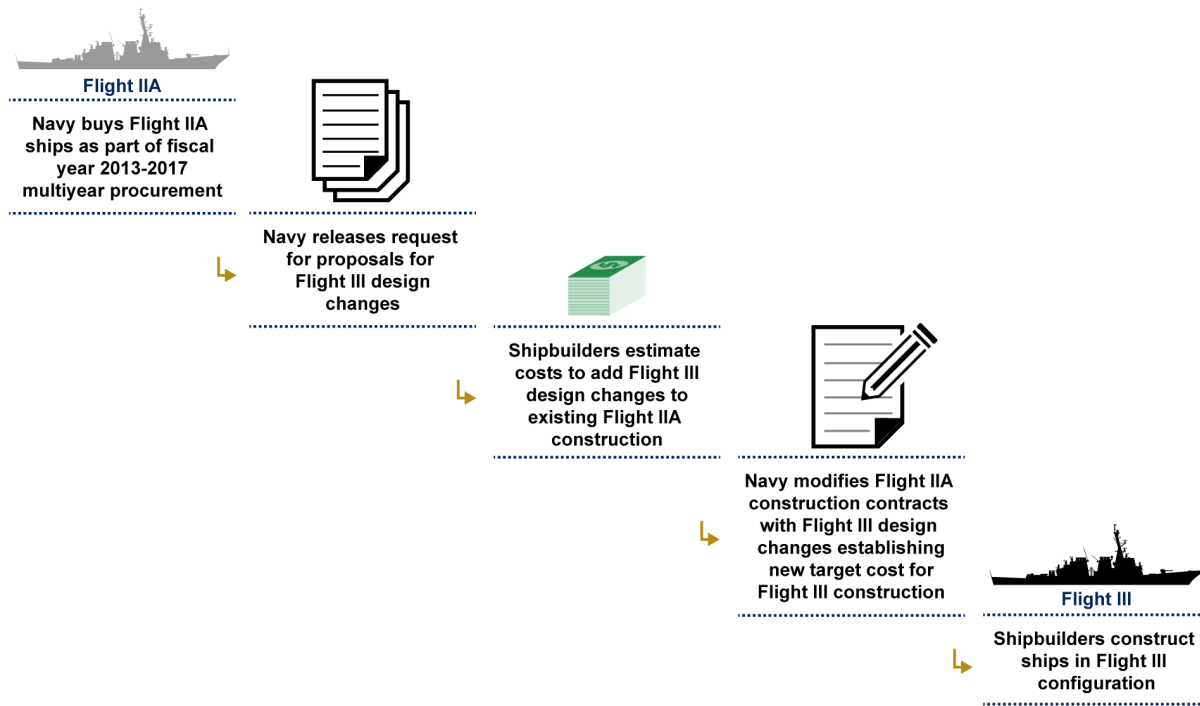 Flight IIA
Navy buys Flight IIA
ships as part of fiscal
year 2013-2017
multiyear procurement
Navy releases request
for proposals for
Flight III design
changes
$
Shipbuilders estimate
costs to add Flight III
design changes to
existing Flight IIA
construction
Navy modifies Flight IIA
construction contracts
with Flight III design
changes establishing
new target cost for
Flight III construction
Flight III
Shipbuilders construct
ships in Flight III
configuration